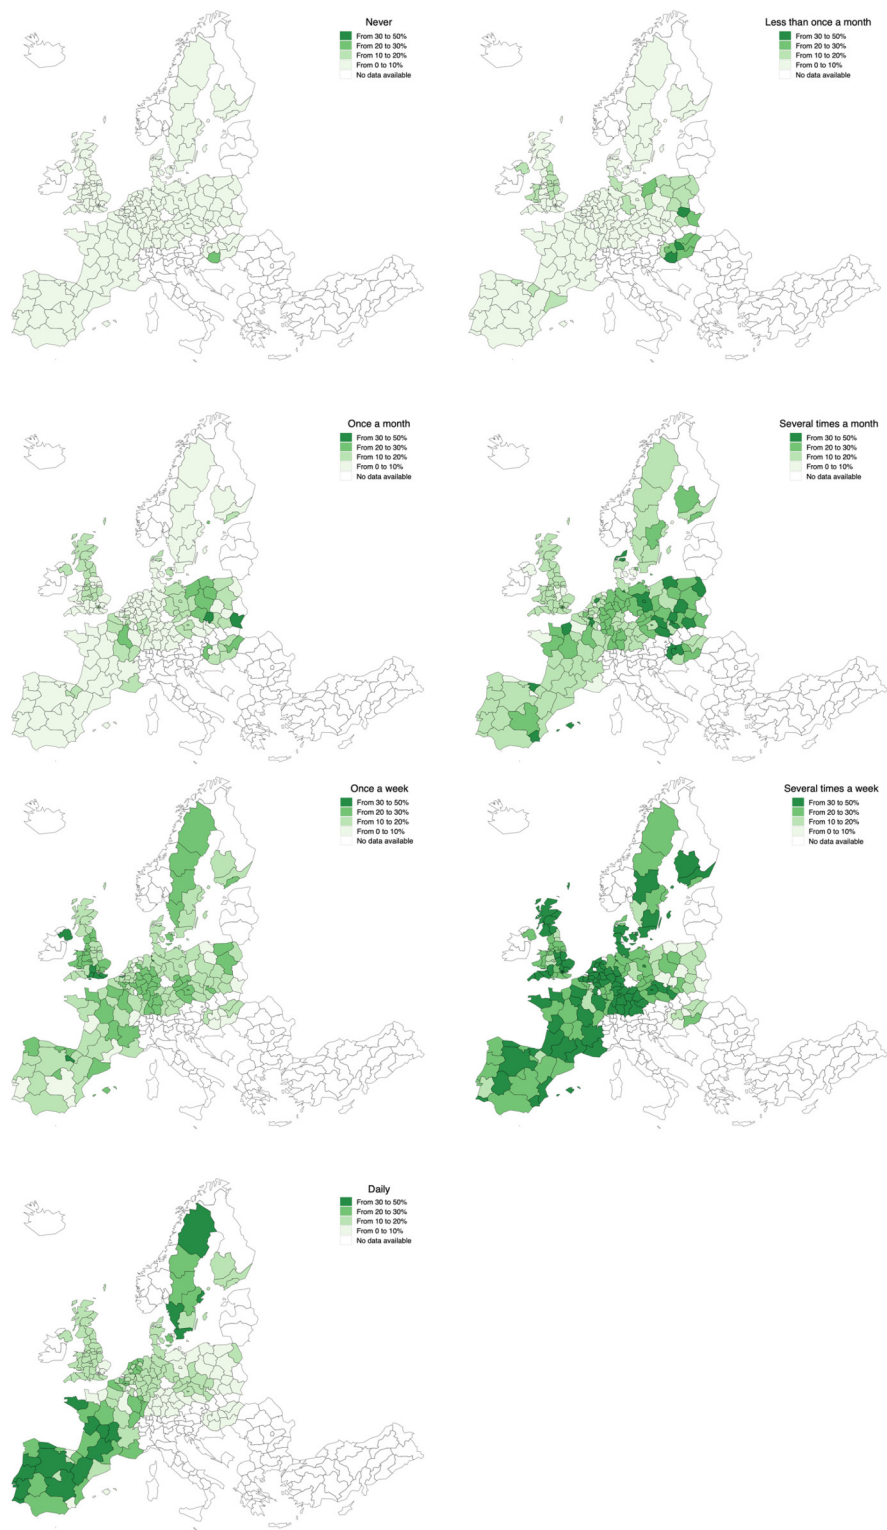 Never
From 30 to 50%
From 20 to 30%
From 10 to 20%
From 0 to 10%
No data available
Less than once a month
From 30 to 50%
From 20 to 30%
From 10 to 20%
From 0 to 10%
No data available
Once a month
From 30 to 50%
From 20 to 30%
From 10 to 20%
From 0 to 10%
No data available
Several times a month
From 30 to 50%
From 20 to 30%
From 10 to 20%
From 0 to 10%
No data available
Once a week
From 30 to 50%
From 20 to 30%
From 10 to 20%
From 0 to 10%
No data available
Several times a week
From 30 to 50%
From 20 to 30%
From 10 to 20%
From 0 to 10%
No data available
Daily
From 30 to 50%
From 20 to 30%
From 10 to 20%
From 0 to 10%
No data available